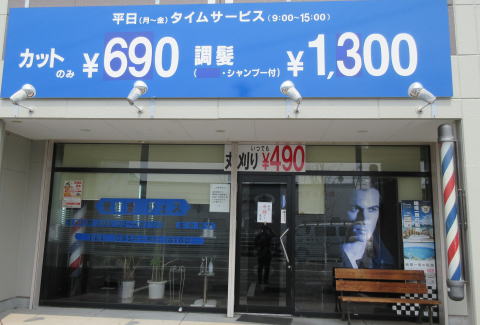 平日(月～金)タイムサービス(9:00~15:00)
カットのみ ¥690 調髪 (・シャンプー付) ¥1,300
いつでも
丸刈り ¥490